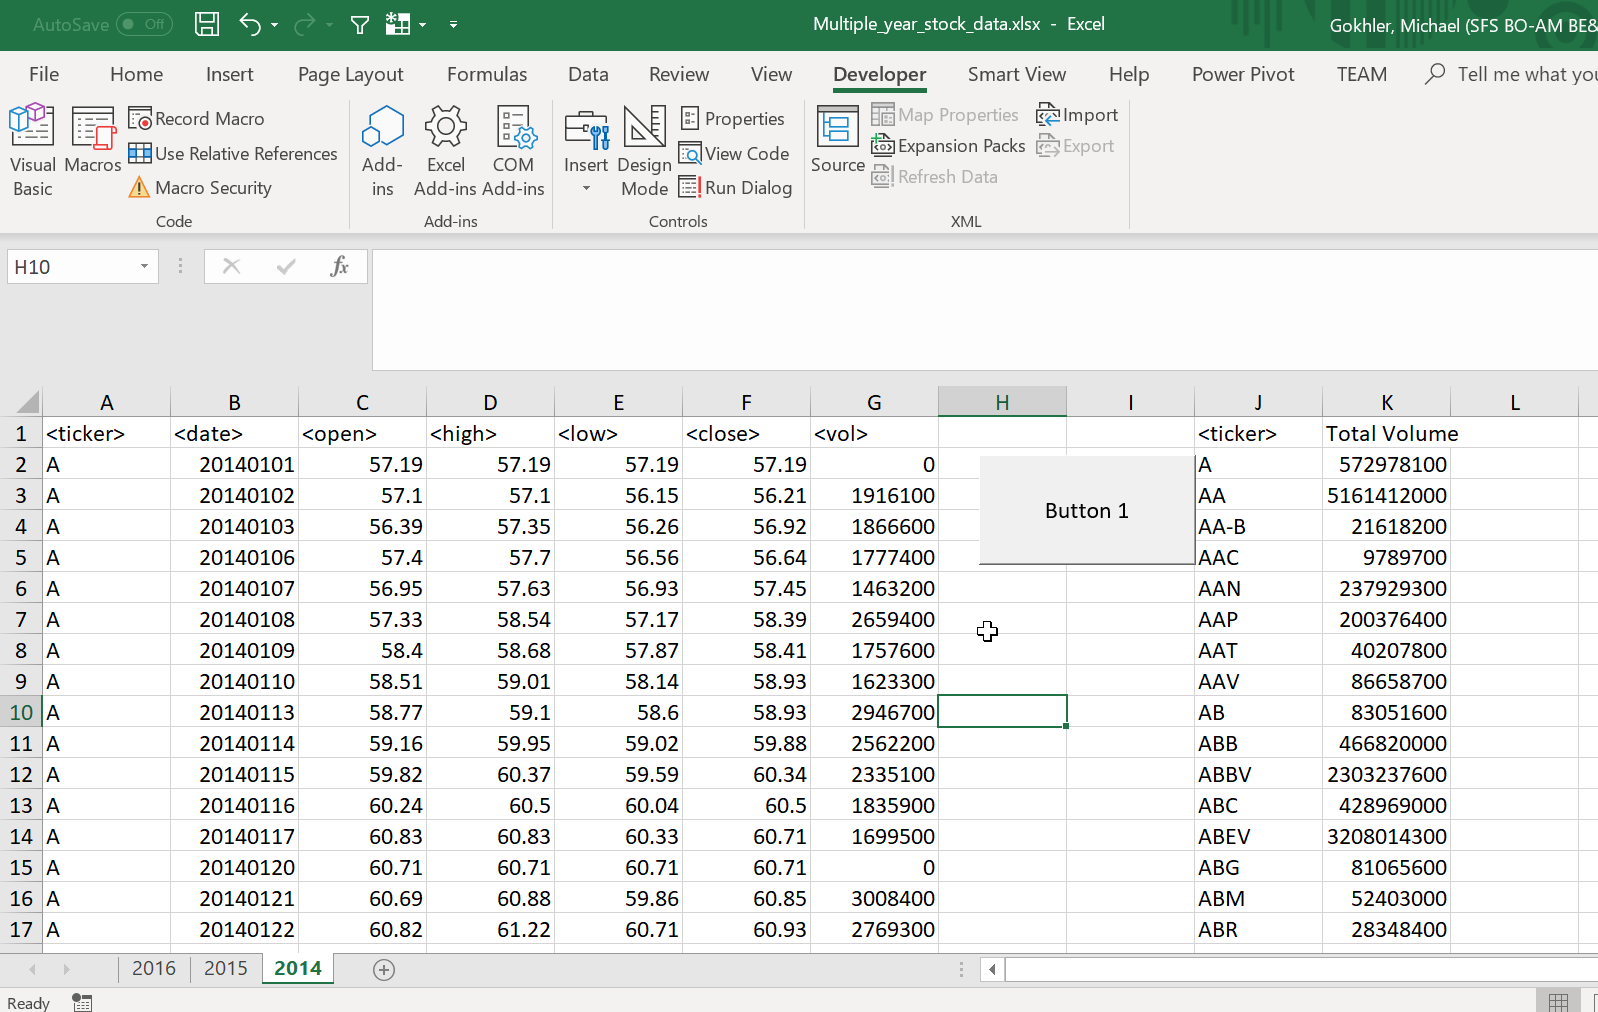 AutoSave Off Multiple_year_stock_data.xlsx - Excel Gokhler, Michael (SFS BO-AM BE&
File Home Insert Page Layout Formulas Data Review View Developer Smart View Help Power Pivot TEAM Tell me what you
Visual Basic
Macros
Record Macro
Use Relative References
Macro Security
Code
Add-ins
Excel Add-ins
COM Add-ins
Add-ins
Insert
Design Mode
Properties
View Code
Run Dialog
Controls
Source
Map Properties
Expansion Packs
Refresh Data
Import
Export
XML
H10 fx
A B C D E F G H I J K L
1 <ticker> <date> <open> <high> <low> <close> <vol> <ticker> Total Volume
2 A 20140101 57.19 57.19 57.19 57.19 0 A 572978100
3 A 20140102 57.1 57.1 56.15 56.21 1916100 AA 5161412000
Button 1
4 A 20140103 56.39 57.35 56.26 56.92 1866600 AA-B 21618200
5 A 20140106 57.4 57.7 56.56 56.64 1777400 AAC 9789700
6 A 20140107 56.95 57.63 56.93 57.45 1463200 AAN 237929300
7 A 20140108 57.33 58.54 57.17 58.39 2659400 AAP 200376400
8 A 20140109 58.4 58.68 57.87 58.41 1757600 AAT 40207800
9 A 20140110 58.51 59.01 58.14 58.93 1623300 AAV 86658700
10 A 20140113 58.77 59.1 58.6 58.93 2946700 AB 83051600
11 A 20140114 59.16 59.95 59.02 59.88 2562200 ABB 466820000
12 A 20140115 59.82 60.37 59.59 60.34 2335100 ABBV 2303237600
13 A 20140116 60.24 60.5 60.04 60.5 1835900 ABC 428969000
14 A 20140117 60.83 60.83 60.33 60.71 1699500 ABEV 3208014300
15 A 20140120 60.71 60.71 60.71 60.71 0 ABG 81065600
16 A 20140121 60.69 60.88 59.86 60.85 3008400 ABM 52403000
17 A 20140122 60.82 61.22 60.71 60.93 2769300 ABR 28348400
2016 2015 2014
Ready